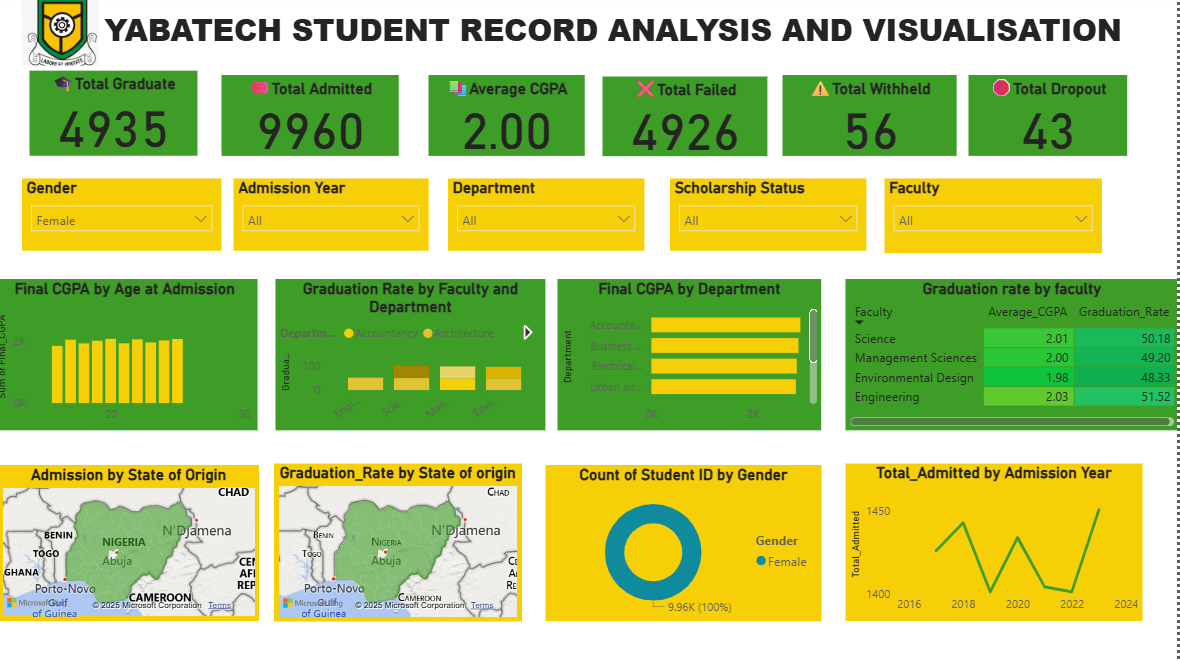 YABATECH STUDENT RECORD ANALYSIS AND VISUALISATION
Total Graduate
4935
Total Admitted
9960
Average CGPA
2.00
Total Failed
4926
Total Withheld
56
Total Dropout
43
Gender
Female
Admission Year
All
Department
All
Scholarship Status
All
Faculty
All
Final CGPA by Age at Admission
Sum of Final_CGPA
2K
0K
20
30
Graduation Rate by Faculty and
Department
Departm...
Accountancy
Architecture
Gradua...
100
0
Engi...
Scie...
Man...
Envi...
Final CGPA by Department
Department
Accounta...
Business ...
Electrical...
Urban an...
0K
2K
Graduation rate by faculty
Faculty Average_CGPA Graduation_Rate
Science 2.01 50.18
Management Sciences 2.00 49.20
Environmental Design 1.98 48.33
Engineering 2.03 51.52
Admission by State of Origin
CHAD
N'Djamena
BENIN
NIGERIA
TOGO
Abuja
GHANA
CEN
AFI
REP
Porto-Novo
CAMEROON
Gulf
of Guinea
© 2025 Microsoft Corporation Terms
Graduation_Rate by State of origin
CHAD
N'Djamena
BENIN
NIGERIA
TOGO
Abuja
Porto-Novo
CAMEROON
Gulf
of Guinea
© 2025 Microsoft Corporation Terms
Count of Student ID by Gender
Gender
Female
9.96K (100%)
Total_Admitted by Admission Year
Total_Admitted
1450
1400
2016
2018
2020
2022
2024